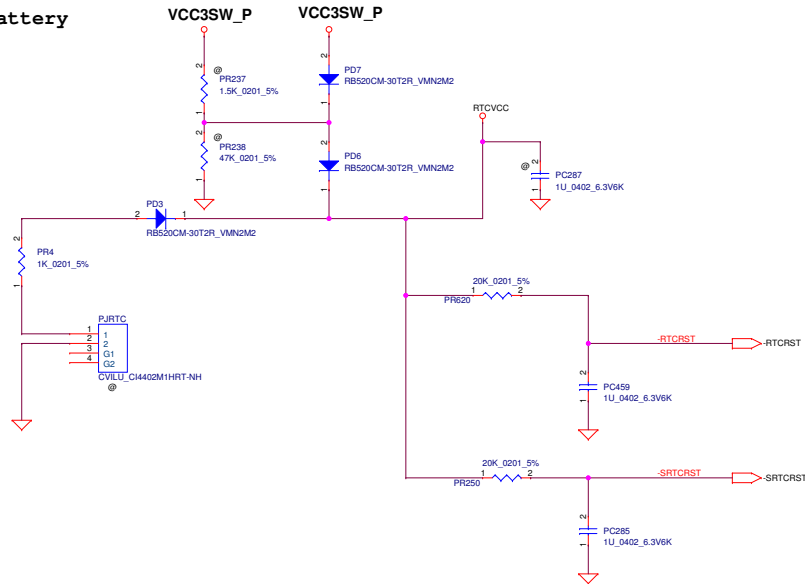 attery
VCC3SW_P
VCC3SW_P
2
@
PR237
1.5K_0201_5%
1
2
PD7
RB520CM-30T2R_VMN2M2
1
RTCVCC
2
@
PR238
47K_0201_5%
1
2
PD6
RB520CM-30T2R_VMN2M2
1
@
2
PC287
1U_0402_6.3V6K
1
PD3
2
1
RB520CM-30T2R_VMN2M2
2
PR4
1K_0201_5%
1
20K_0201_5%
1
2
PR620
PJRTC
1
2
3
4
1
2
G1
G2
CVILU_CI4402M1HRT-NH
@
-RTCRST
-RTCRST
2
PC459
1U_0402_6.3V6K
1
20K_0201_5%
1
2
PR250
-SRTCRST
-SRTCRST
2
PC285
1U_0402_6.3V6K
1